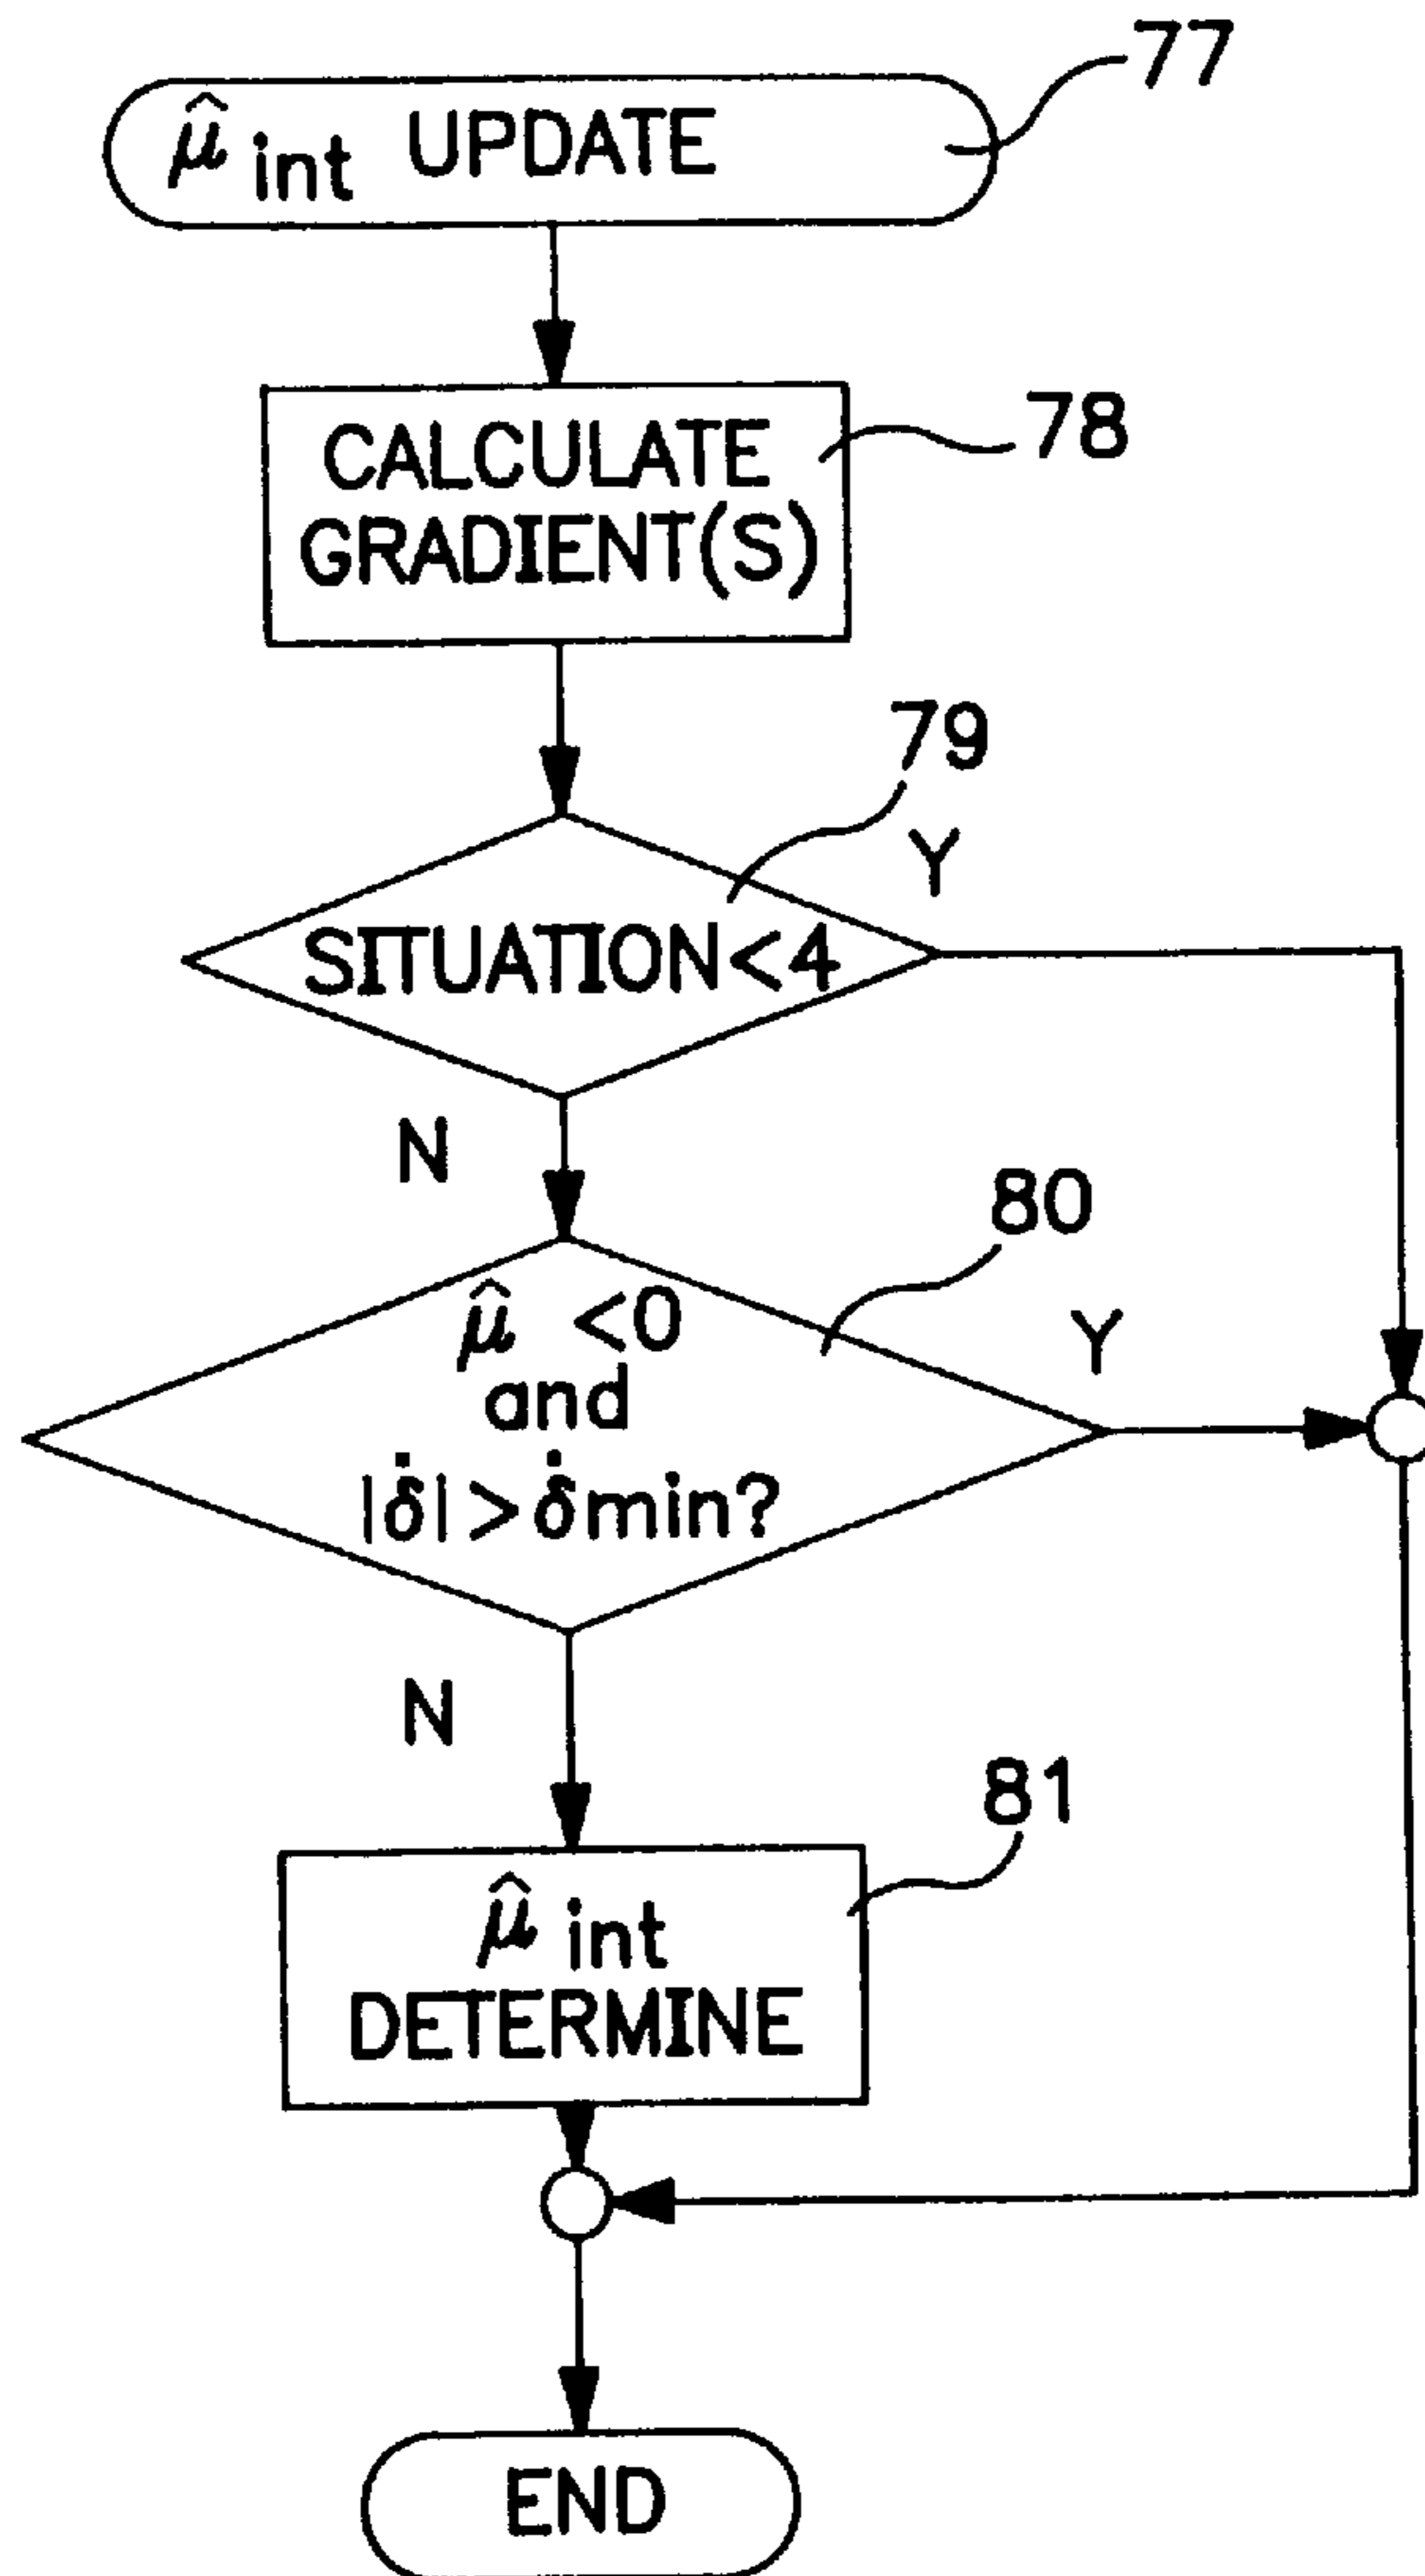 77
μ̂ int UPDATE
CALCULATE
GRADIENT(S)
78
79
Y
SITUATION<4
N
80
μ̂ <0
and
|δ̇|>δ̇min?
Y
N
81
μ̂ int
DETERMINE
END